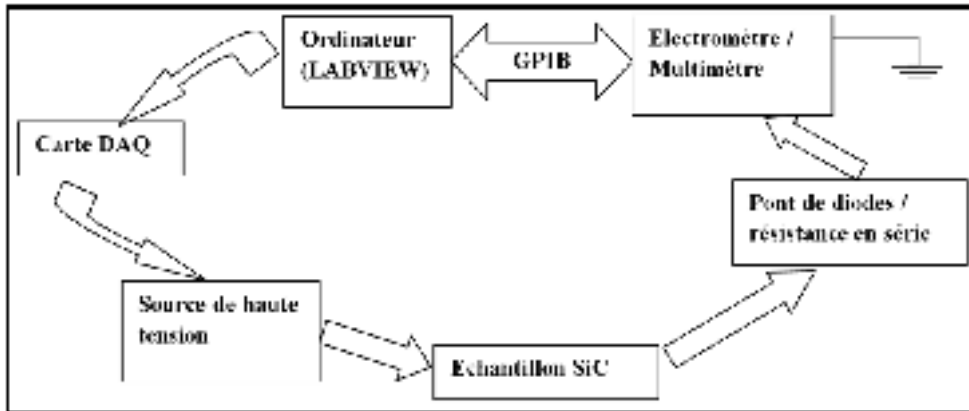 Ordinateur
(LABVIEW)
GPIB
Electromètre /
Multimètre
Carte DAQ
Pont de diodes /
résistance en série
Source de haute
tension
Echantillon SiC